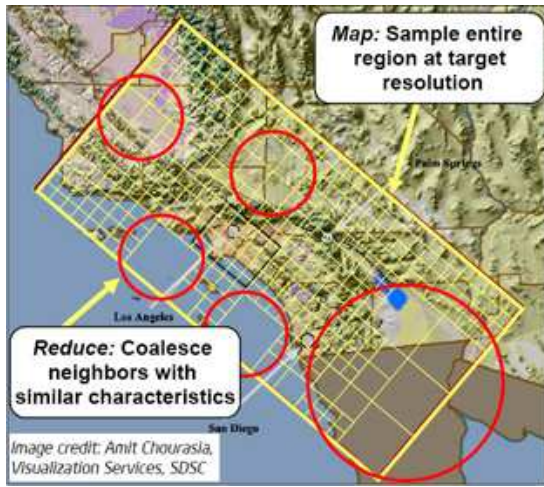 Map: Sample entire
region at target
resolution
Palm Springs
Los Angeles
Reduce: Coalesce
neighbors with
similar characteristics
San Diego
Image credit: Amit Chourasia,
Visualization Services, SDSC